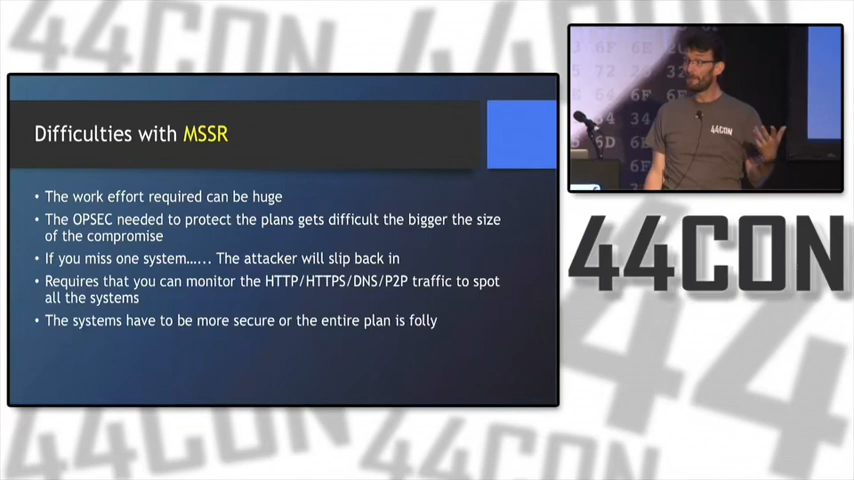 Difficulties with MSSR
• The work effort required can be huge
• The OPSEC needed to protect the plans gets difficult the bigger the size
of the compromise
• If you miss one system…... The attacker will slip back in
• Requires that you can monitor the HTTP/HTTPS/DNS/P2P traffic to spot
all the systems
• The systems have to be more secure or the entire plan is folly
44CON
44CON